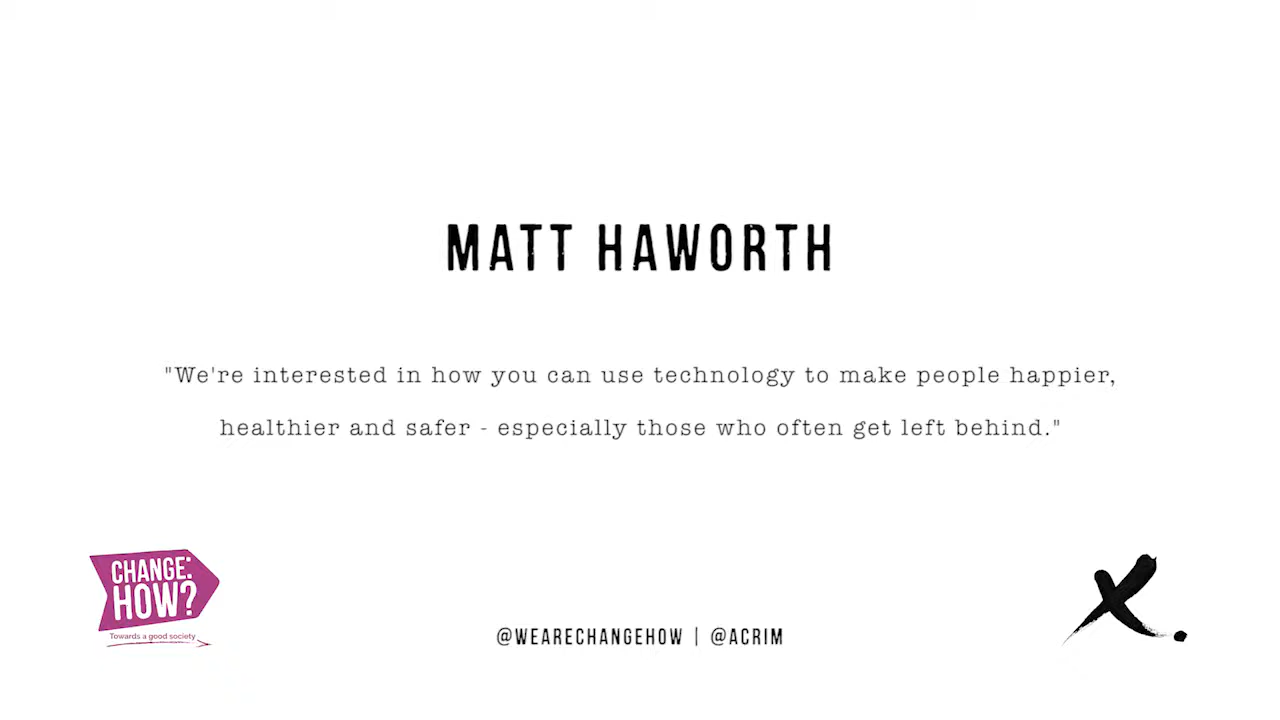 MATT HAWORTH
"We're interested in how you can use technology to make people happier,
healthier and safer - especially those who often get left behind."
CHANGE:
HOW?
Towards a good society
@WEARECHANGEHOW | @ACRIM
x.